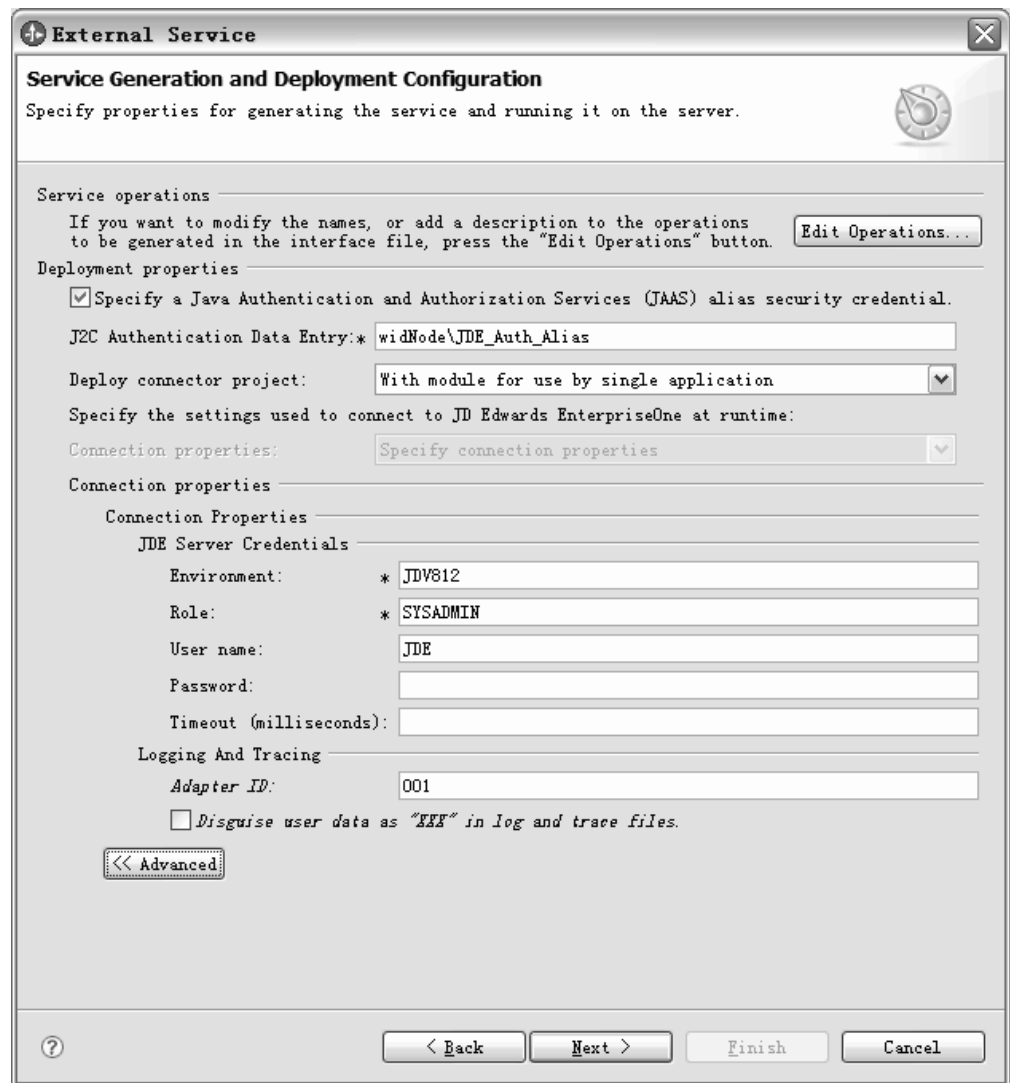 External Service
Service Generation and Deployment Configuration
Specify properties for generating the service and running it on the server.
Service operations
If you want to modify the names, or add a description to the operations
to be generated in the interface file, press the "Edit Operations" button.
Edit Operations...
Deployment properties
Specify a Java Authentication and Authorization Services (JAAS) alias security credential.
J2C Authentication Data Entry:* widNode\JDE_Auth_Alias
Deploy connector project: With module for use by single application
Specify the settings used to connect to JD Edwards EnterpriseOne at runtime:
Connection properties: Specify connection properties
Connection properties
Connection Properties
JDE Server Credentials
Environment: * JDV812
Role: * SYSADMIN
User name: JDE
Password:
Timeout (milliseconds):
Logging And Tracing
Adapter ID: 001
Disguise user data as "XXX" in log and trace files.
<< Advanced
? < Back Next > Finish Cancel